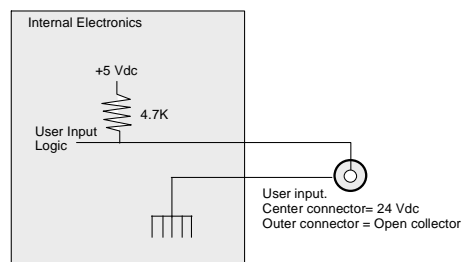 Internal Electronics
+5 Vdc
4.7K
User Input
Logic
User input.
Center connector= 24 Vdc
Outer connector = Open collector